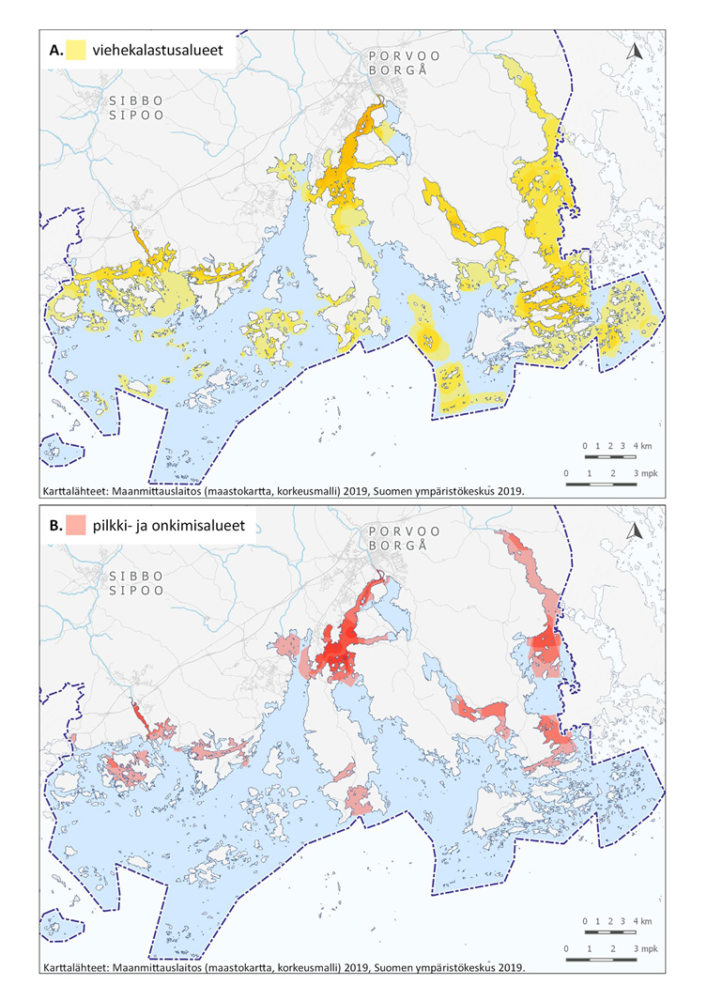 A. viehekalastusalueet
PORVOO
BORGÅ
SIBBO
SIPOO
0 1 2 3 4 km
0 1 2 3 mpk
Karttalähteet: Maanmittauslaitos (maastokartta, korkeusmalli) 2019, Suomen ympäristökeskus 2019.
B. pilkki- ja onkimisalueet
PORVOO
BORGÅ
SIBBO
SIPOO
0 1 2 3 4 km
0 1 2 3 mpk
Karttalähteet: Maanmittauslaitos (maastokartta, korkeusmalli) 2019, Suomen ympäristökeskus 2019.